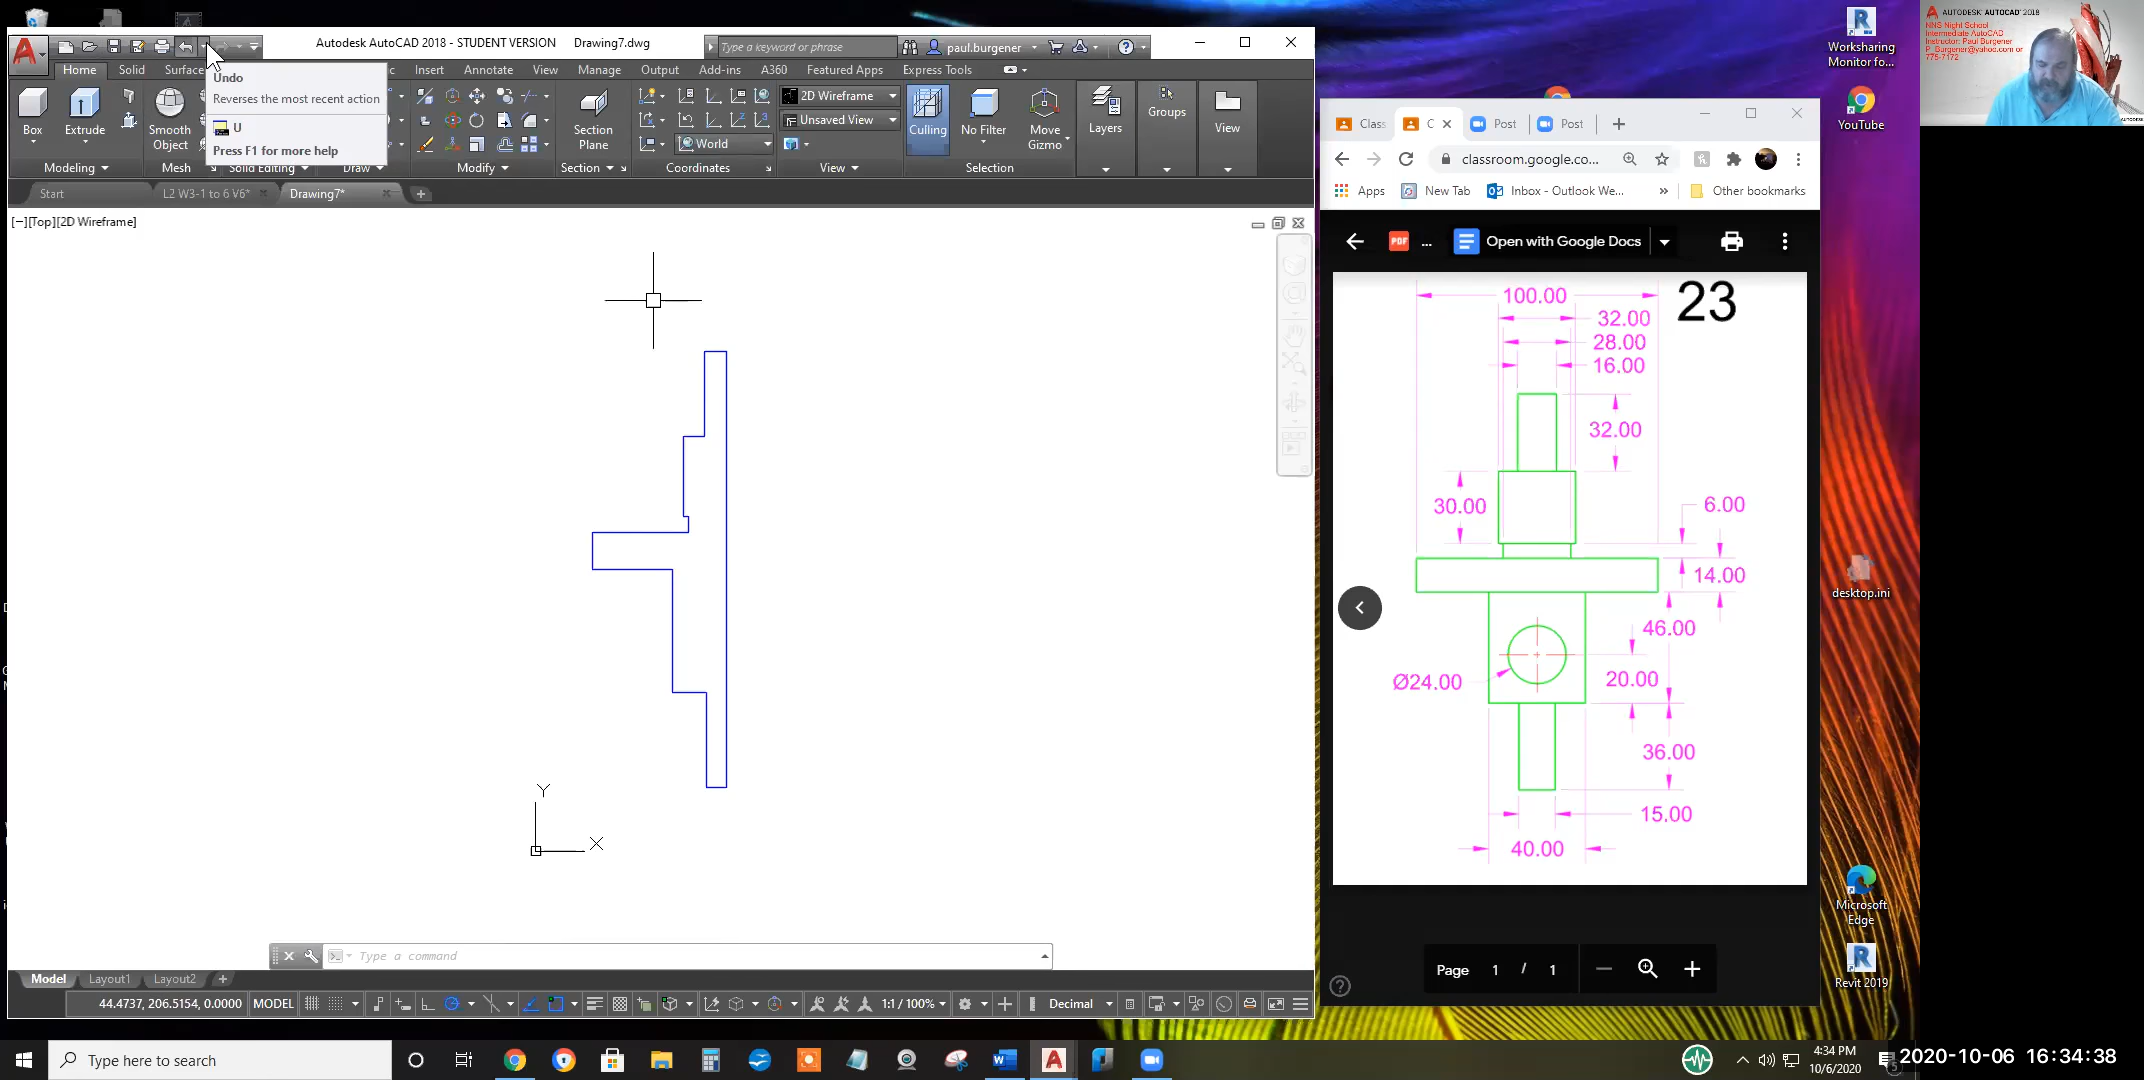 Autodesk AutoCAD 2018 - STUDENT VERSION Drawing7.dwg
Type a keyword or phrase
paul.burgener
Home Solid Surface Insert Annotate View Manage Output Add-ins A360 Featured Apps Express Tools
Undo
Reverses the most recent action
U
Press F1 for more help
Box
Extrude
Smooth Object
Section Plane
World
2D Wireframe
Unsaved View
Culling
No Filter
Move Gizmo
Layers
Groups
View
Modeling Mesh Solid Editing Draw Modify Section Coordinates View Selection
Start L2 W3-1 to 6 V6* Drawing7*
[−][Top][2D Wireframe]
Y
X
Type a command
Model Layout1 Layout2
44.4737, 206.5154, 0.0000 MODEL 1:1 / 100% Decimal
Class C Post Post
classroom.google.co...
Apps New Tab Inbox - Outlook We... » Other bookmarks
PDF ... Open with Google Docs
23
100.00
32.00
28.00
16.00
32.00
30.00
6.00
14.00
46.00
Ø24.00
20.00
36.00
15.00
40.00
Page 1 / 1
Worksharing
Monitor fo...
YouTube
desktop.ini
Microsoft
Edge
Revit 2019
AUTODESK AUTOCAD 2018
NNS Night School
Intermediate AutoCAD
Instructor: Paul Burgener
P_Burgener@yahoo.com or
775-7172
Type here to search
4:34 PM
10/6/2020
2020-10-06 16:34:38